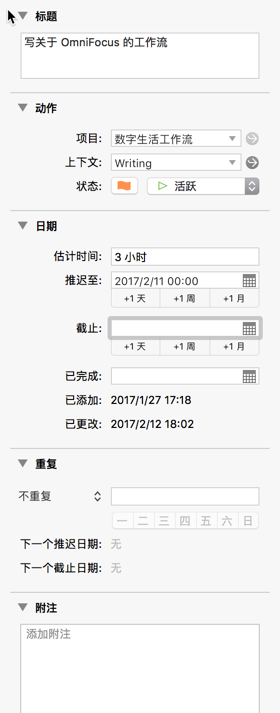 标题
写关于 OmniFocus 的工作流
动作
项目: 数字生活工作流
上下文: Writing
状态: 活跃
日期
估计时间: 3 小时
推迟至: 2017/2/11 00:00
+1 天 +1 周 +1 月
截止:
+1 天 +1 周 +1 月
已完成:
已添加: 2017/1/27 17:18
已更改: 2017/2/12 18:02
重复
不重复
一 二 三 四 五 六 日
下一个推迟日期: 无
下一个截止日期: 无
附注
添加附注